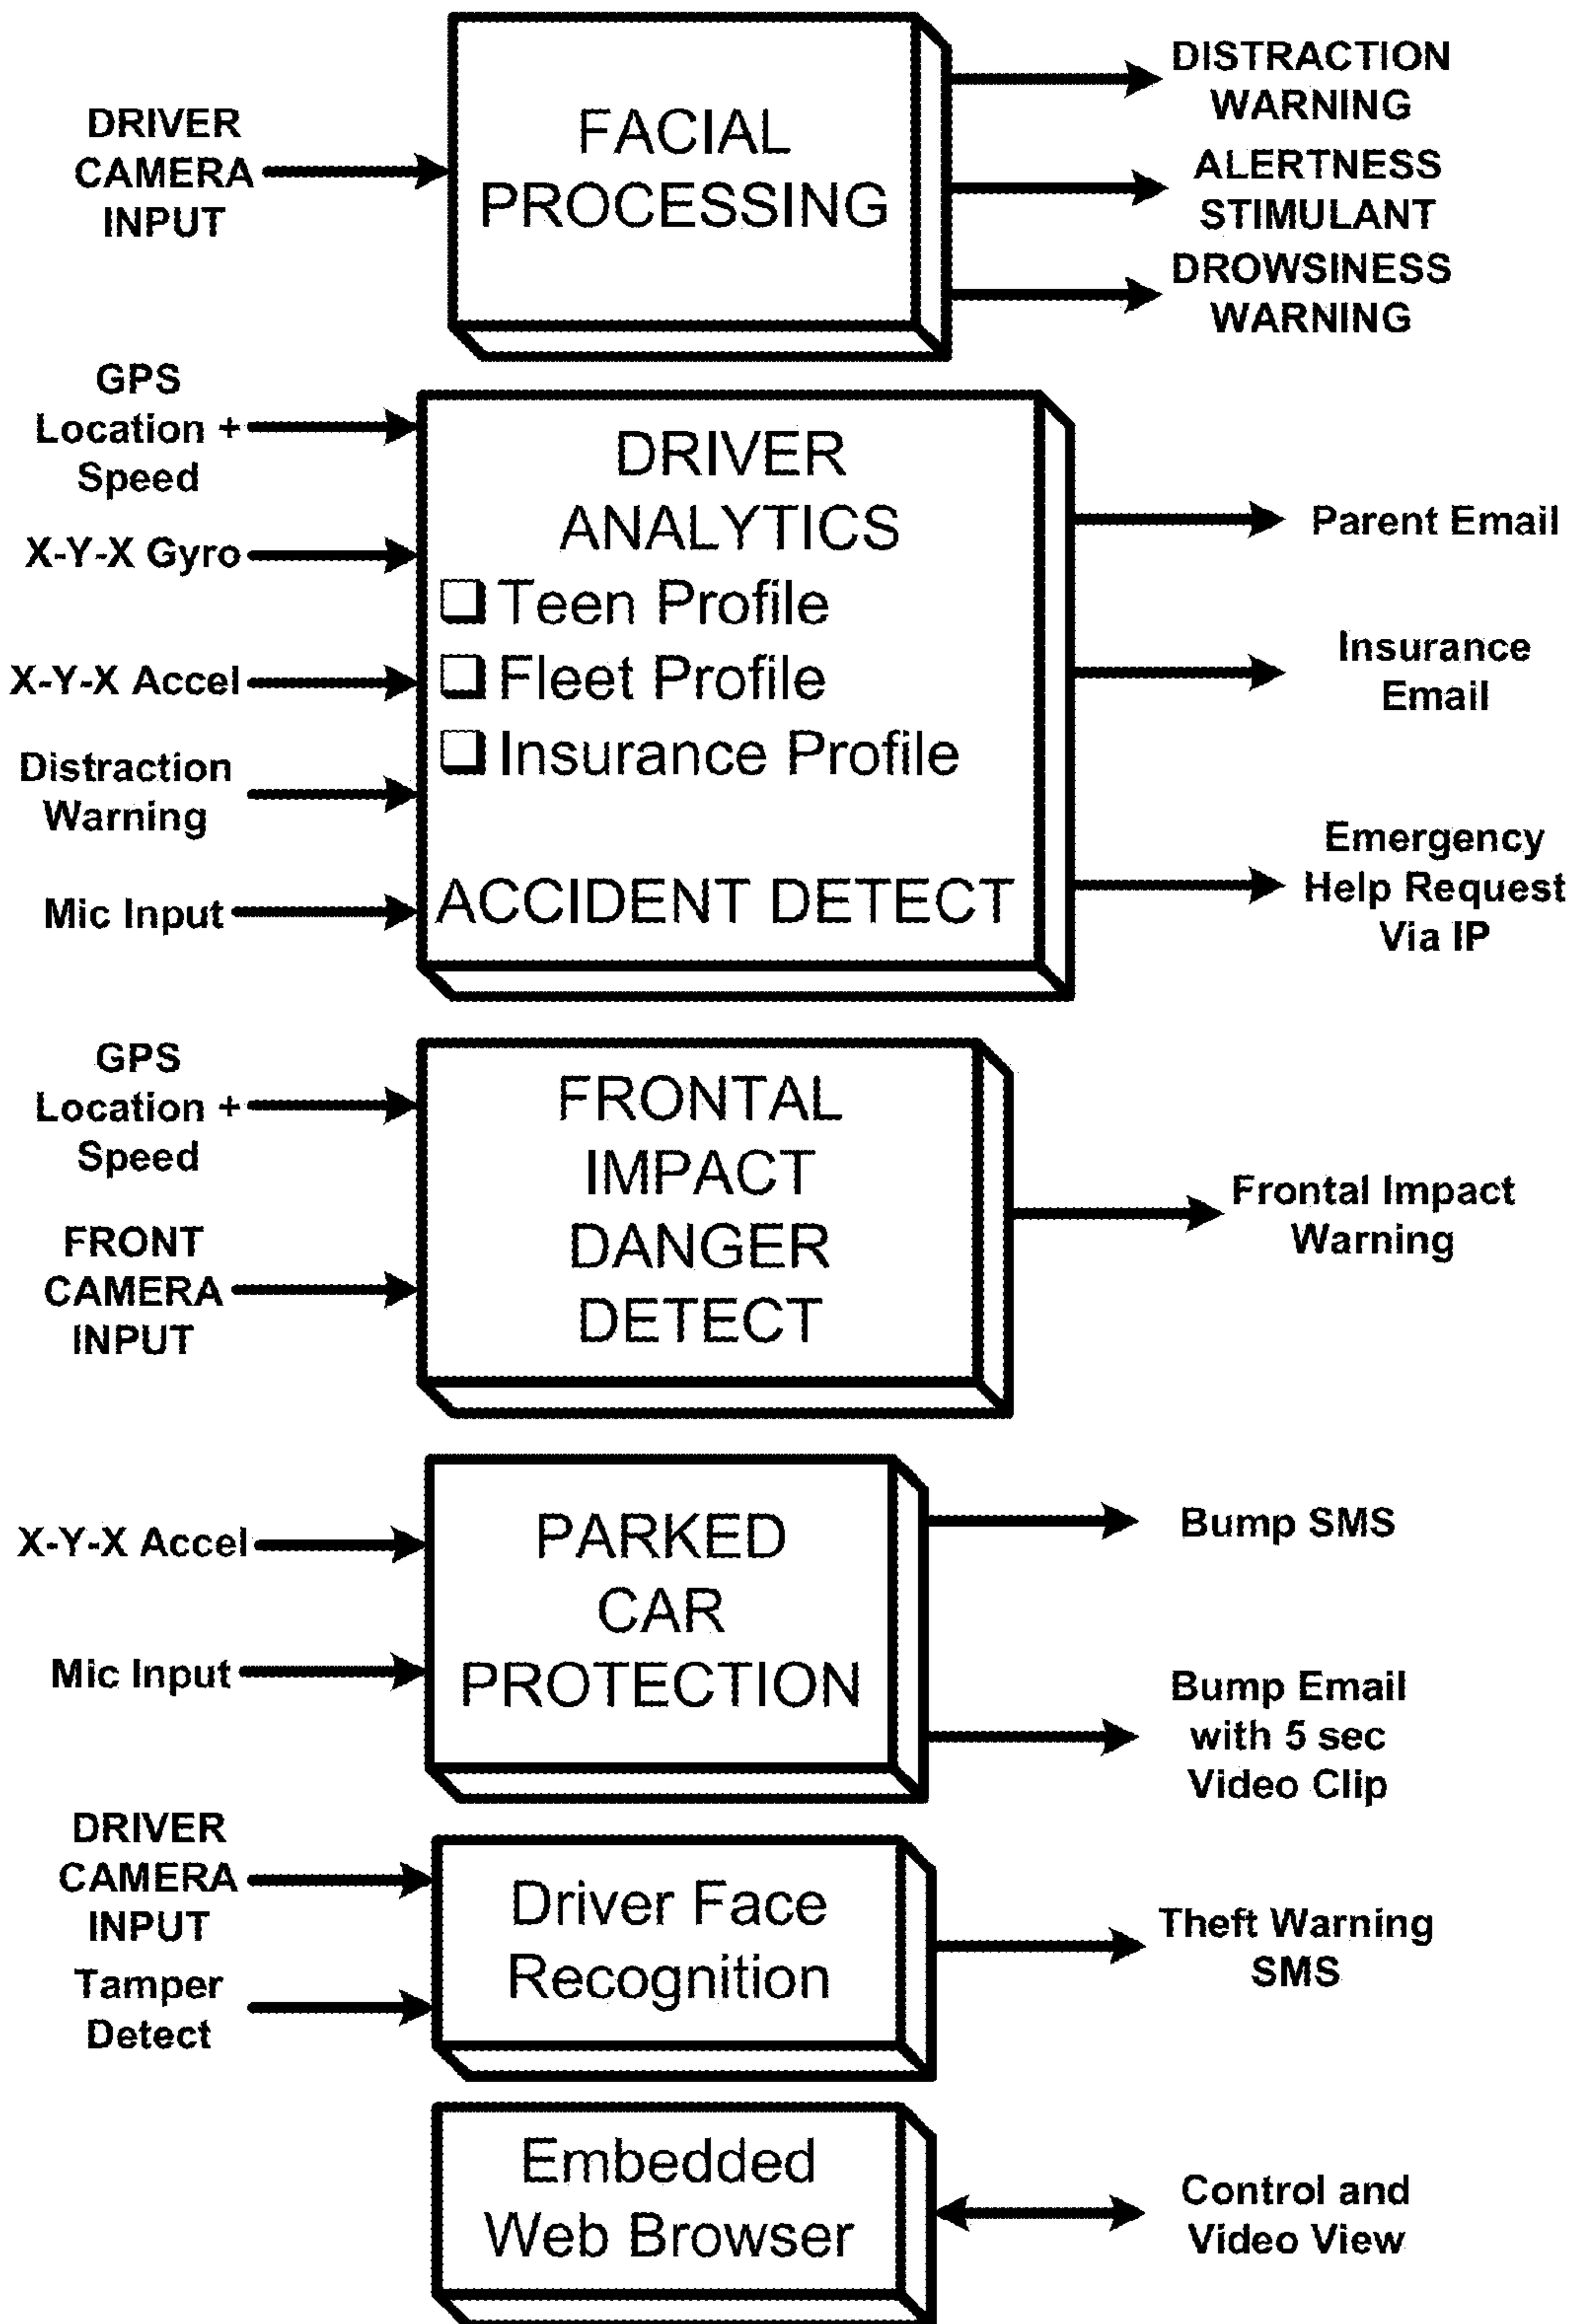 DRIVER
CAMERA
INPUT
FACIAL
PROCESSING
DISTRACTION
WARNING
ALERTNESS
STIMULANT
DROWSINESS
WARNING
GPS
Location +
Speed
X-Y-X Gyro
X-Y-X Accel
Distraction
Warning
Mic Input
DRIVER
ANALYTICS
Teen Profile
Fleet Profile
Insurance Profile
ACCIDENT DETECT
Parent Email
Insurance
Email
Emergency
Help Request
Via IP
GPS
Location +
Speed
FRONT
CAMERA
INPUT
FRONTAL
IMPACT
DANGER
DETECT
Frontal Impact
Warning
X-Y-X Accel
Mic Input
PARKED
CAR
PROTECTION
Bump SMS
Bump Email
with 5 sec
Video Clip
DRIVER
CAMERA
INPUT
Tamper
Detect
Driver Face
Recognition
Theft Warning
SMS
Embedded
Web Browser
Control and
Video View